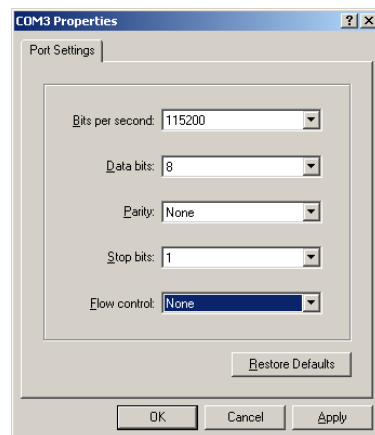 COM3 Properties
Port Settings
Bits per second: 115200
Data bits: 8
Parity: None
Stop bits: 1
Flow control: None
Restore Defaults
OK Cancel Apply